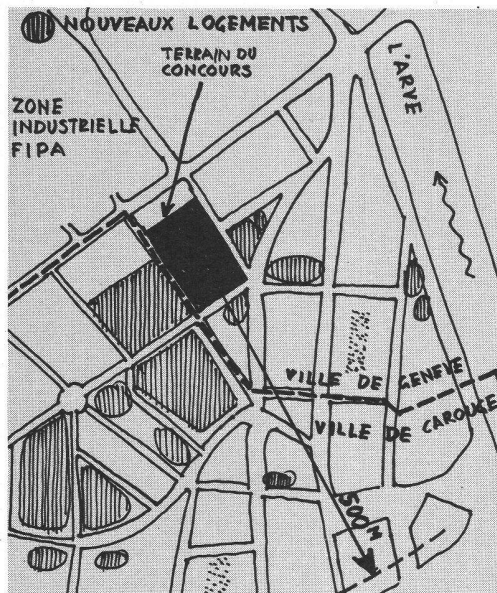 NOUVEAUX LOGEMENTS
TERRAIN DU
CONCOURS
ZONE
INDUSTRIELLE
FIPA
L'ARVE
VILLE DE GENEVE
VILLE DE CAROUGE
500 M